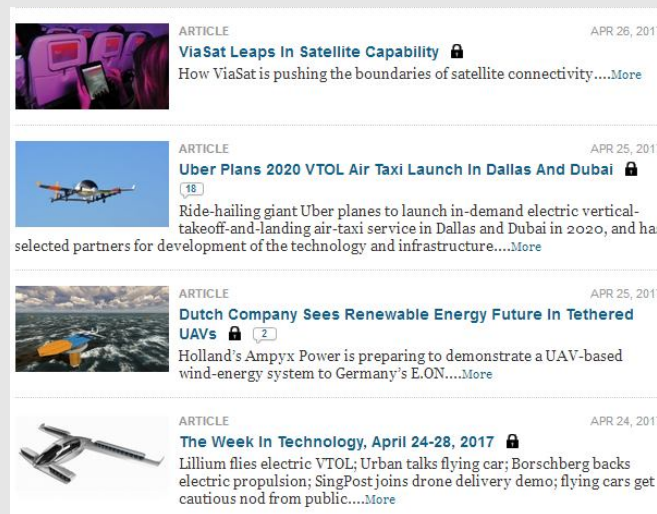 ARTICLE
APR 26, 201
ViaSat Leaps In Satellite Capability
How ViaSat is pushing the boundaries of satellite connectivity....More
ARTICLE
APR 25, 201
Uber Plans 2020 VTOL Air Taxi Launch In Dallas And Dubai
18
Ride-hailing giant Uber planes to launch in-demand electric vertical-
takeoff-and-landing air-taxi service in Dallas and Dubai in 2020, and ha
selected partners for development of the technology and infrastructure....More
ARTICLE
APR 25, 201
Dutch Company Sees Renewable Energy Future In Tethered
UAVs 2
Holland's Ampyx Power is preparing to demonstrate a UAV-based
wind-energy system to Germany's E.ON....More
ARTICLE
APR 24, 201
The Week In Technology, April 24-28, 2017
Lillium flies electric VTOL; Urban talks flying car; Borschberg backs
electric propulsion; SingPost joins drone delivery demo; flying cars get
cautious nod from public....More